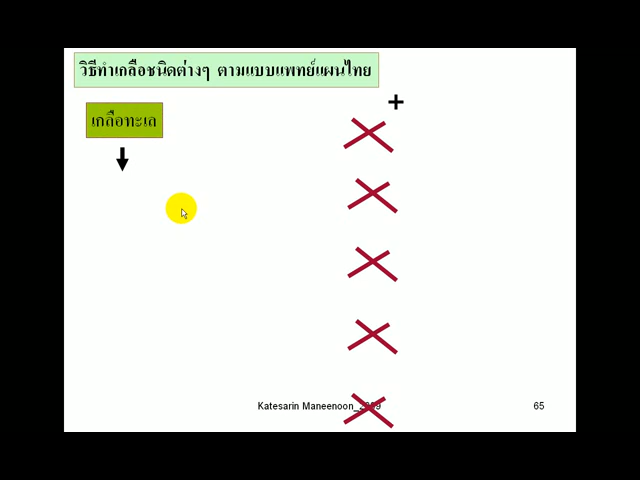 วิธีทำเกลือชนิดต่างๆ ตามแบบแพทย์แผนไทย
+
เกลือทะเล
Katesarin Maneenoon_2009
65